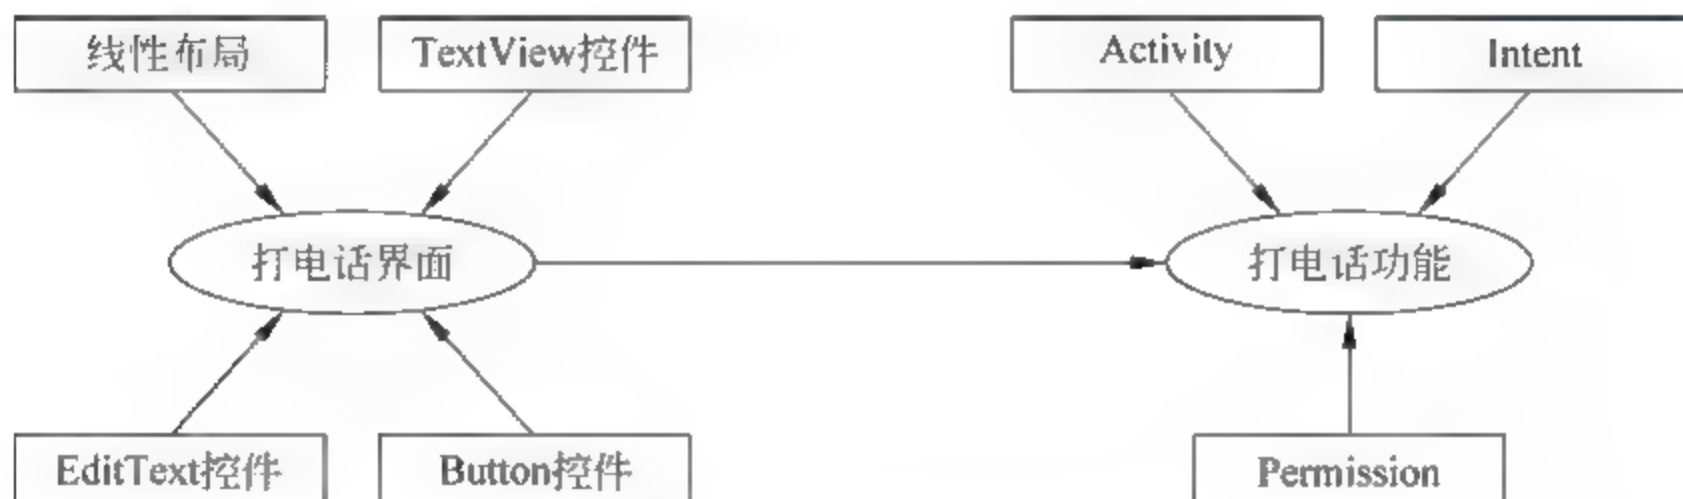 线性布局
TextView控件
Activity
Intent
打电话界面
打电话功能
EditText控件
Button控件
Permission